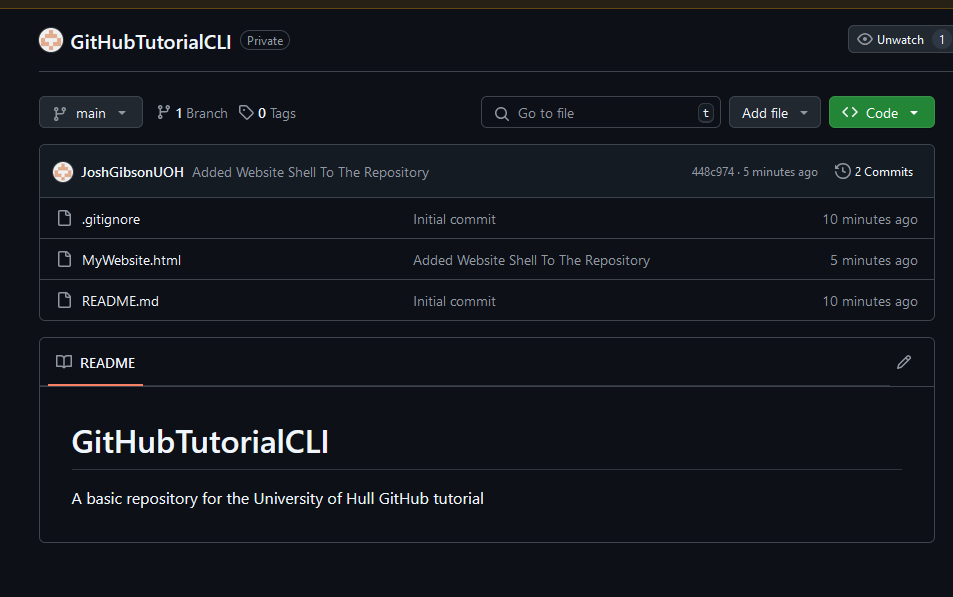 GitHubTutorialCLI Private Unwatch 1
main 1 Branch 0 Tags Go to file t Add file Code
JoshGibsonUOH Added Website Shell To The Repository 448c974 · 5 minutes ago 2 Commits
.gitignore Initial commit 10 minutes ago
MyWebsite.html Added Website Shell To The Repository 5 minutes ago
README.md Initial commit 10 minutes ago
README
GitHubTutorialCLI
A basic repository for the University of Hull GitHub tutorial